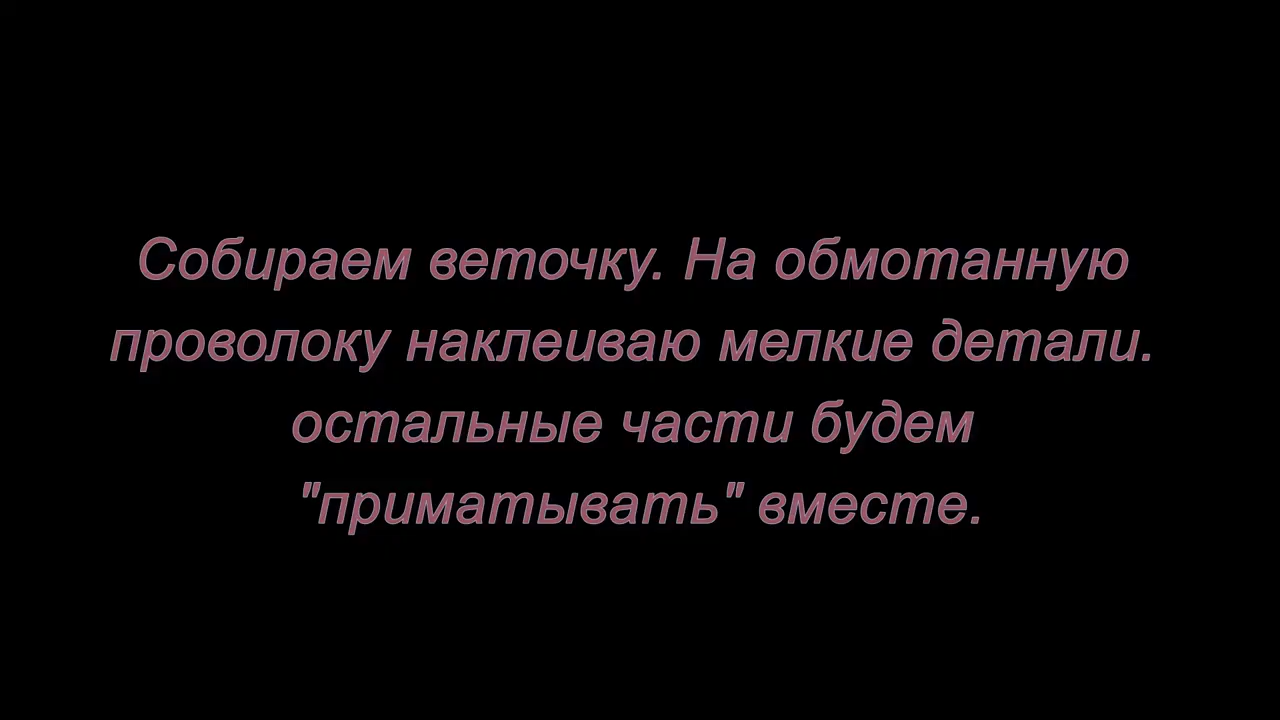 Собираем веточку. На обмотанную
проволоку наклеиваю мелкие детали.
остальные части будем
"приматывать" вместе.